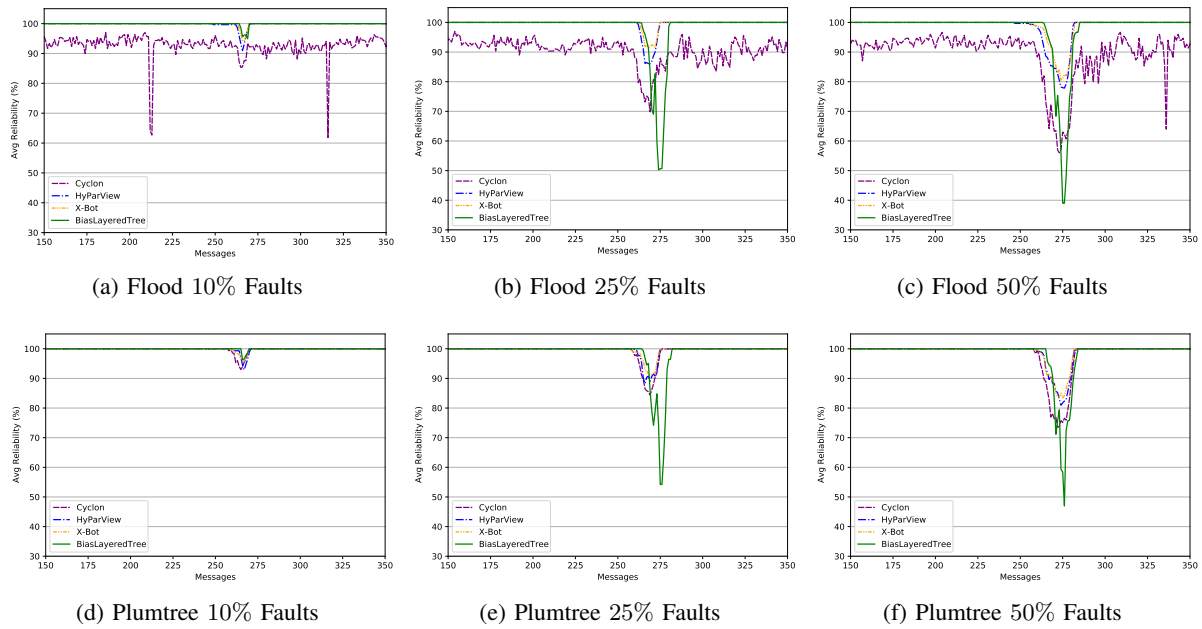 100
90
80
70
60
50
40
30
Avg Reliability (%)
Cyclon
HyParView
X-Bot
BiasLayeredTree
150 175 200 225 250 275 300 325 350
Messages
(a) Flood 10% Faults
100
90
80
70
60
50
40
30
Avg Reliability (%)
Cyclon
HyParView
X-Bot
BiasLayeredTree
150 175 200 225 250 275 300 325 350
Messages
(b) Flood 25% Faults
100
90
80
70
60
50
40
30
Avg Reliability (%)
Cyclon
HyParView
X-Bot
BiasLayeredTree
150 175 200 225 250 275 300 325 350
Messages
(c) Flood 50% Faults
100
90
80
70
60
50
40
30
Avg Reliability (%)
Cyclon
HyParView
X-Bot
BiasLayeredTree
150 175 200 225 250 275 300 325 350
Messages
(d) Plumtree 10% Faults
100
90
80
70
60
50
40
30
Avg Reliability (%)
Cyclon
HyParView
X-Bot
BiasLayeredTree
150 175 200 225 250 275 300 325 350
Messages
(e) Plumtree 25% Faults
100
90
80
70
60
50
40
30
Avg Reliability (%)
Cyclon
HyParView
X-Bot
BiasLayeredTree
150 175 200 225 250 275 300 325 350
Messages
(f) Plumtree 50% Faults